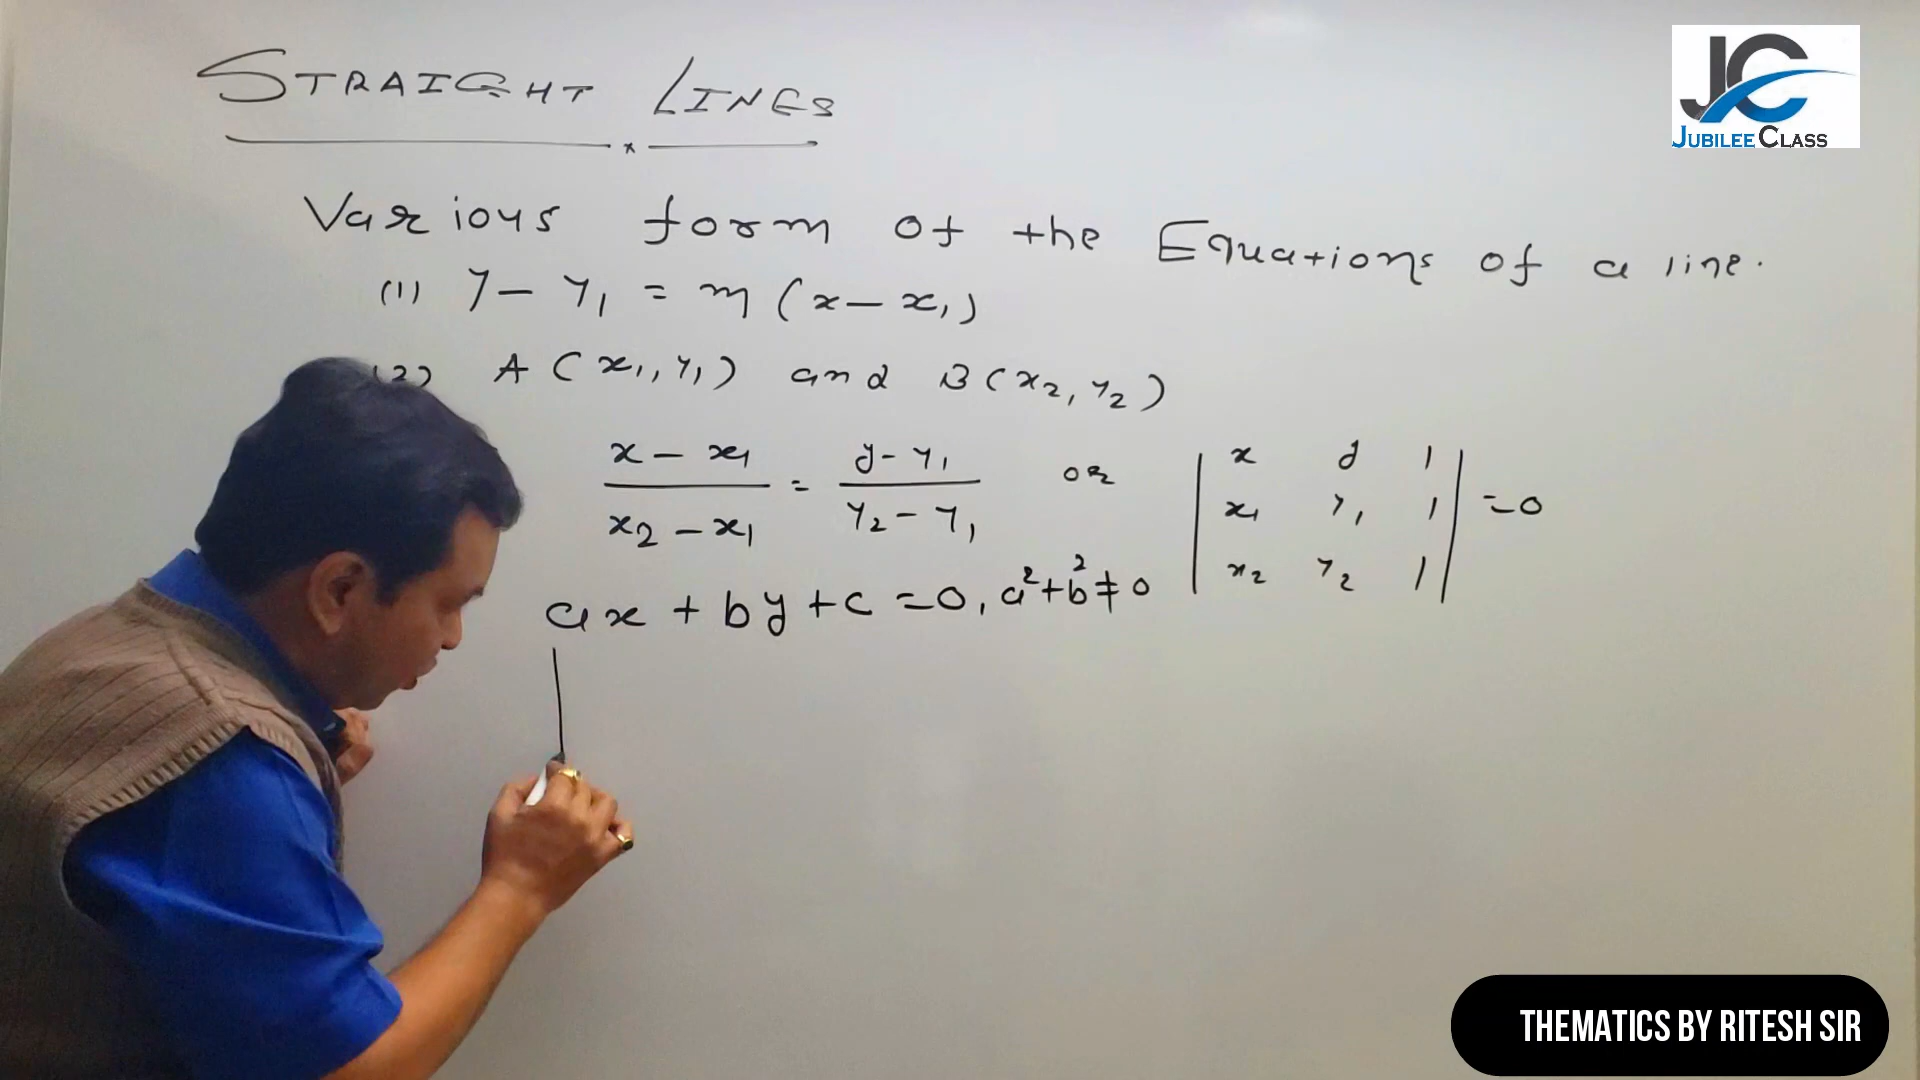 STRAIGHT LINES
JC
JUBILEE CLASS
Various form of the Equations of a line.
(1) y - y₁ = m (x - x₁)
(2) A (x₁, y₁) and B (x₂, y₂)
x - x₁ / x₂ - x₁ = y - y₁ / y₂ - y₁ or | x y 1 |
| x₁ y₁ 1 | = 0
| x₂ y₂ 1 |
ax + by + c = 0, a² + b² ≠ 0
THEMATICS BY RITESH SIR